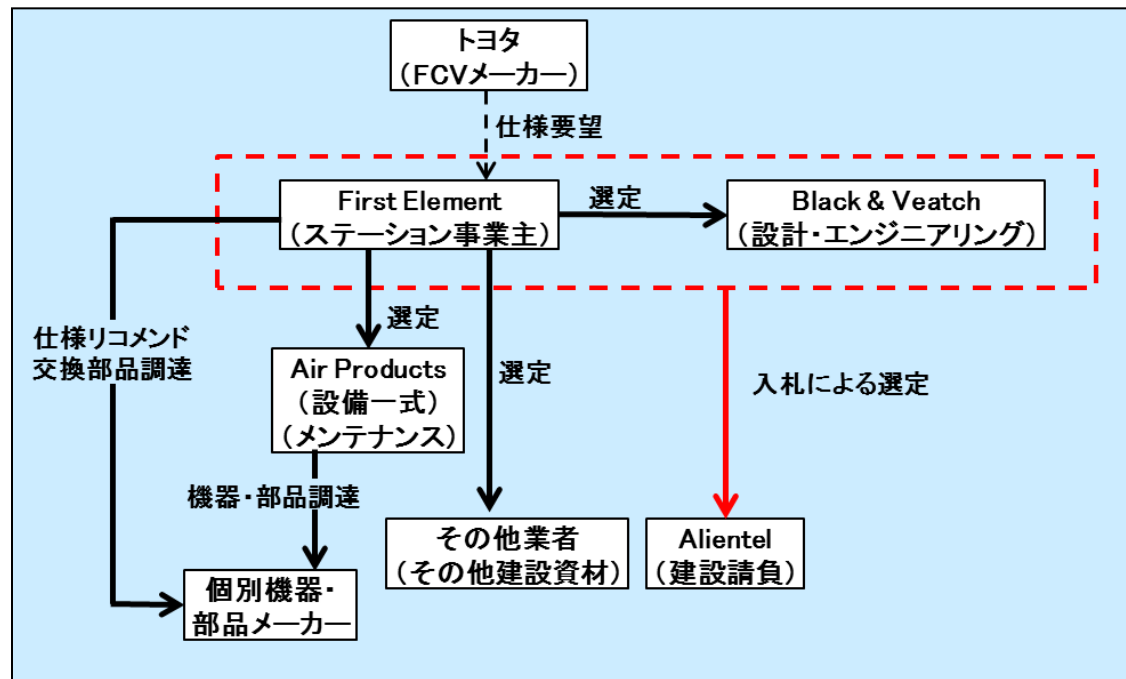 トヨタ
（FCVメーカー）
仕様要望
First Element
（ステーション事業主）
選定
Black & Veatch
（設計・エンジニアリング）
仕様リコメンド
交換部品調達
選定
Air Products
（設備一式）
（メンテナンス）
選定
入札による選定
機器・部品調達
その他業者
（その他建設資材）
Alientel
（建設請負）
個別機器・
部品メーカー